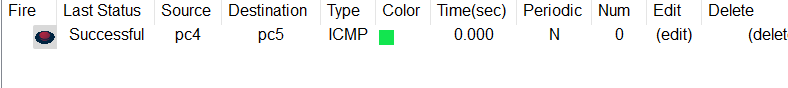 Fire Last Status Source Destination Type Color Time(sec) Periodic Num Edit Delete
Successful pc4 pc5 ICMP 0.000 N 0 (edit) (delet